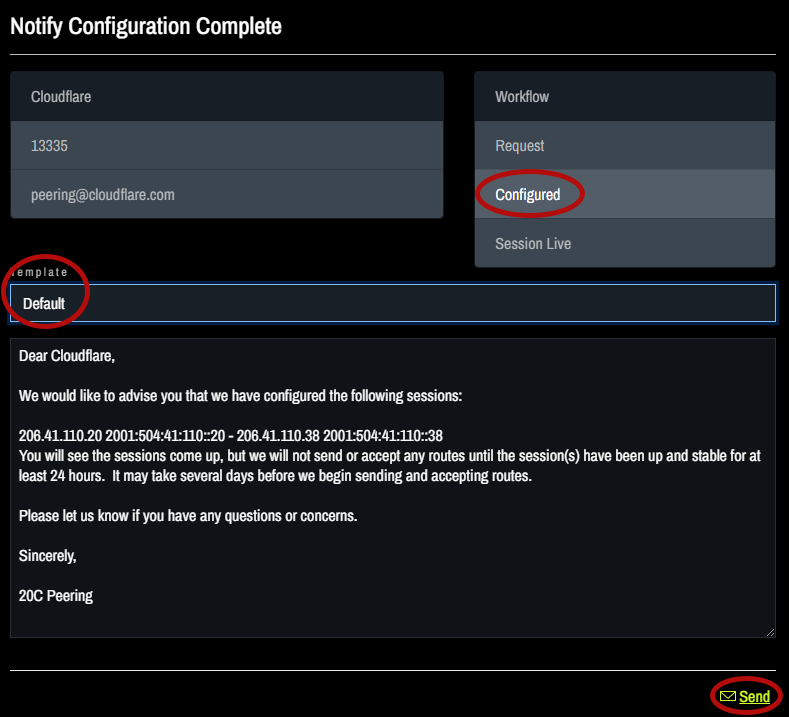 Notify Configuration Complete
Cloudflare
13335
peering@cloudflare.com
Workflow
Request
Configured
Session Live
Template
Default
Dear Cloudflare,
We would like to advise you that we have configured the following sessions:
206.41.110.20 2001:504:41:110::20 - 206.41.110.38 2001:504:41:110::38
You will see the sessions come up, but we will not send or accept any routes until the session(s) have been up and stable for at
least 24 hours.  It may take several days before we begin sending and accepting routes.
Please let us know if you have any questions or concerns.
Sincerely,
20C Peering
Send